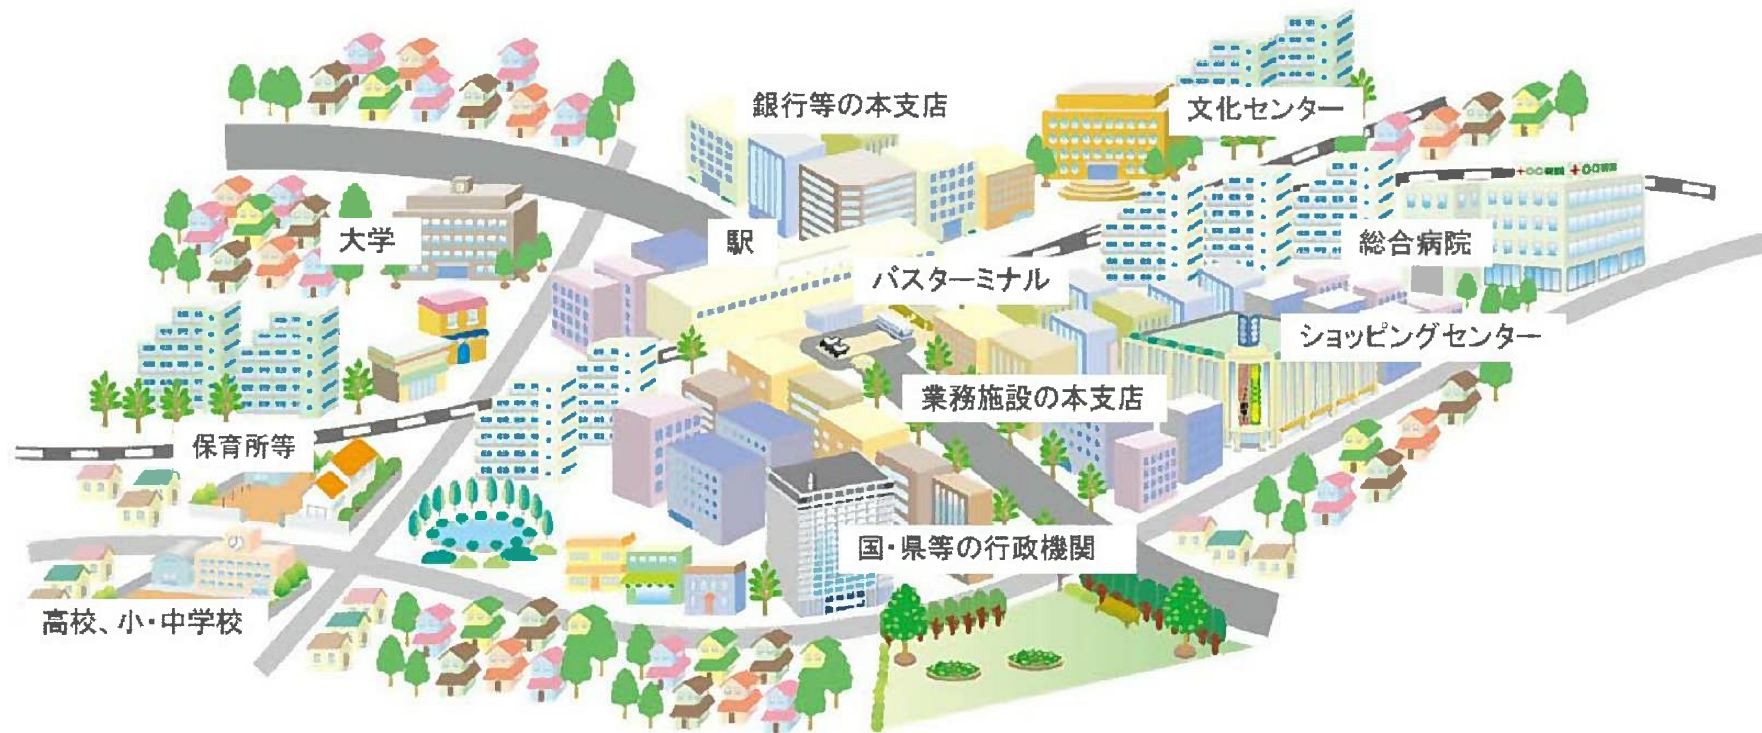 銀行等の本支店
文化センター
大学
駅
総合病院
バスターミナル
ショッピングセンター
業務施設の本支店
保育所等
国・県等の行政機関
高校、小・中学校